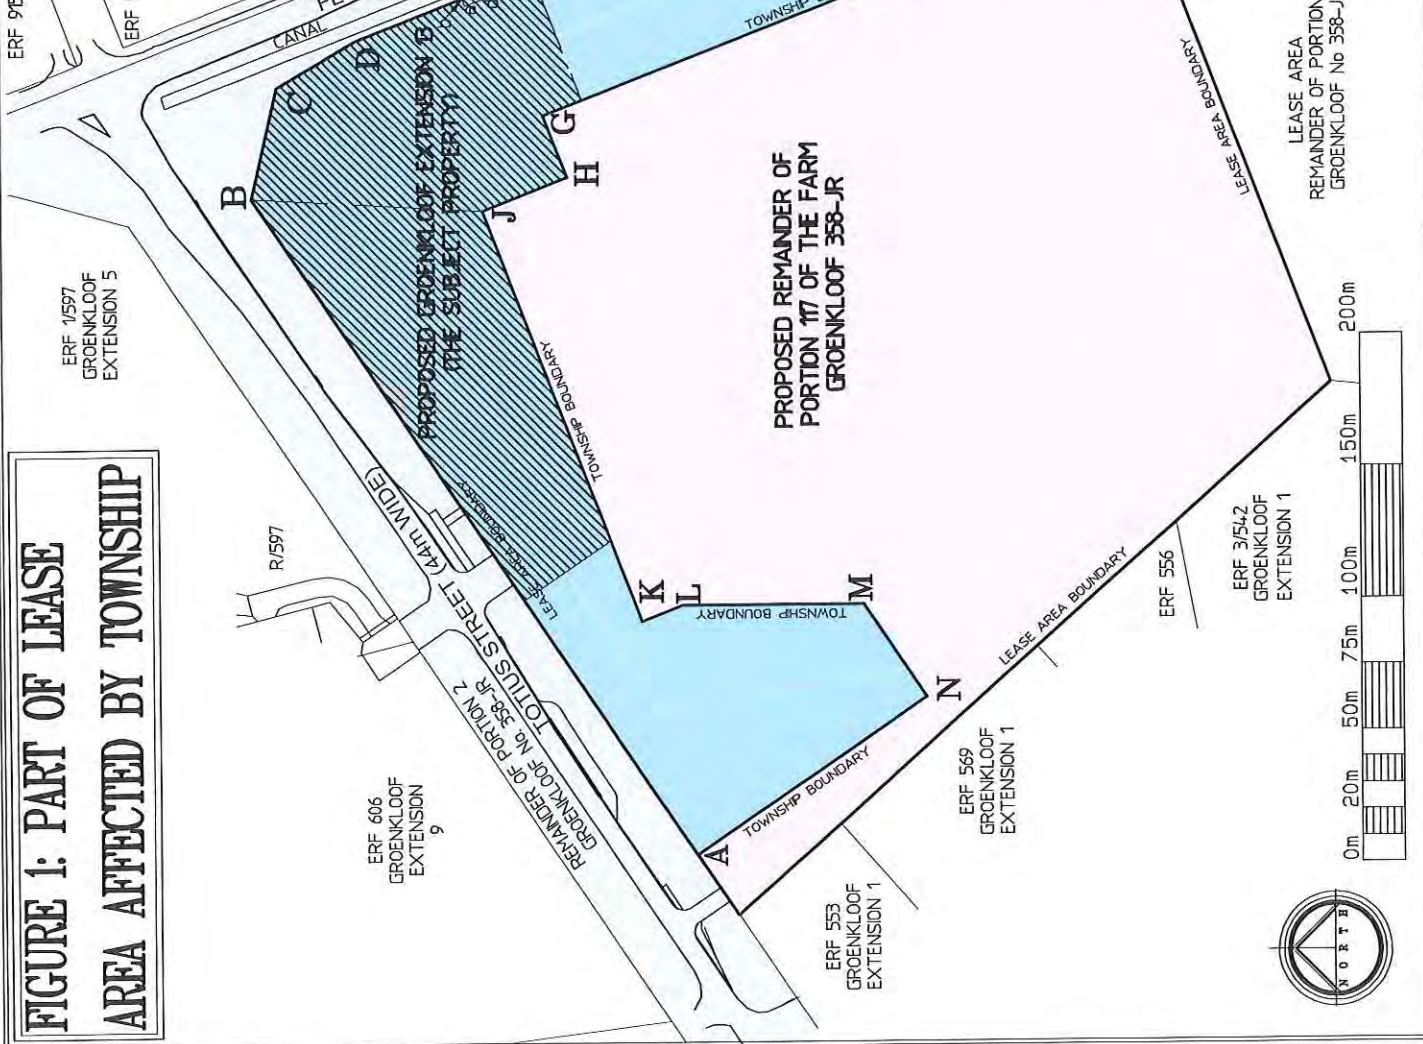 FIGURE 1: PART OF LEASE
AREA AFFECTED BY TOWNSHIP
ERF 1/597
GROENKLOOF
EXTENSION 5
R/597
ERF 606
GROENKLOOF
EXTENSION
9
REMAINDER OF PORTION 2
GROENKLOOF No. 358-JR
TOTIUS STREET (44m WIDE)
CANAL
B
C
D
G
H
J
K
L
M
N
A
PROPOSED GROENKLOOF EXTENSION 13
(THE SUBJECT PROPERTY)
LEASE AREA BOUNDARY
TOWNSHIP BOUNDARY
TOWNSHIP BOUNDARY
TOWNSHIP BOUNDARY
TOWNSHIP
PROPOSED REMAINDER OF
PORTION 117 OF THE FARM
GROENKLOOF 358-JR
LEASE AREA BOUNDARY
LEASE AREA BOUNDARY
LEASE AREA
REMAINDER OF PORTION
GROENKLOOF No 358-J
ERF 553
GROENKLOOF
EXTENSION 1
ERF 569
GROENKLOOF
EXTENSION 1
ERF 556
ERF 3/542
GROENKLOOF
EXTENSION 1
0m 20m 50m 75m 100m 150m 200m
NORTH
ERF